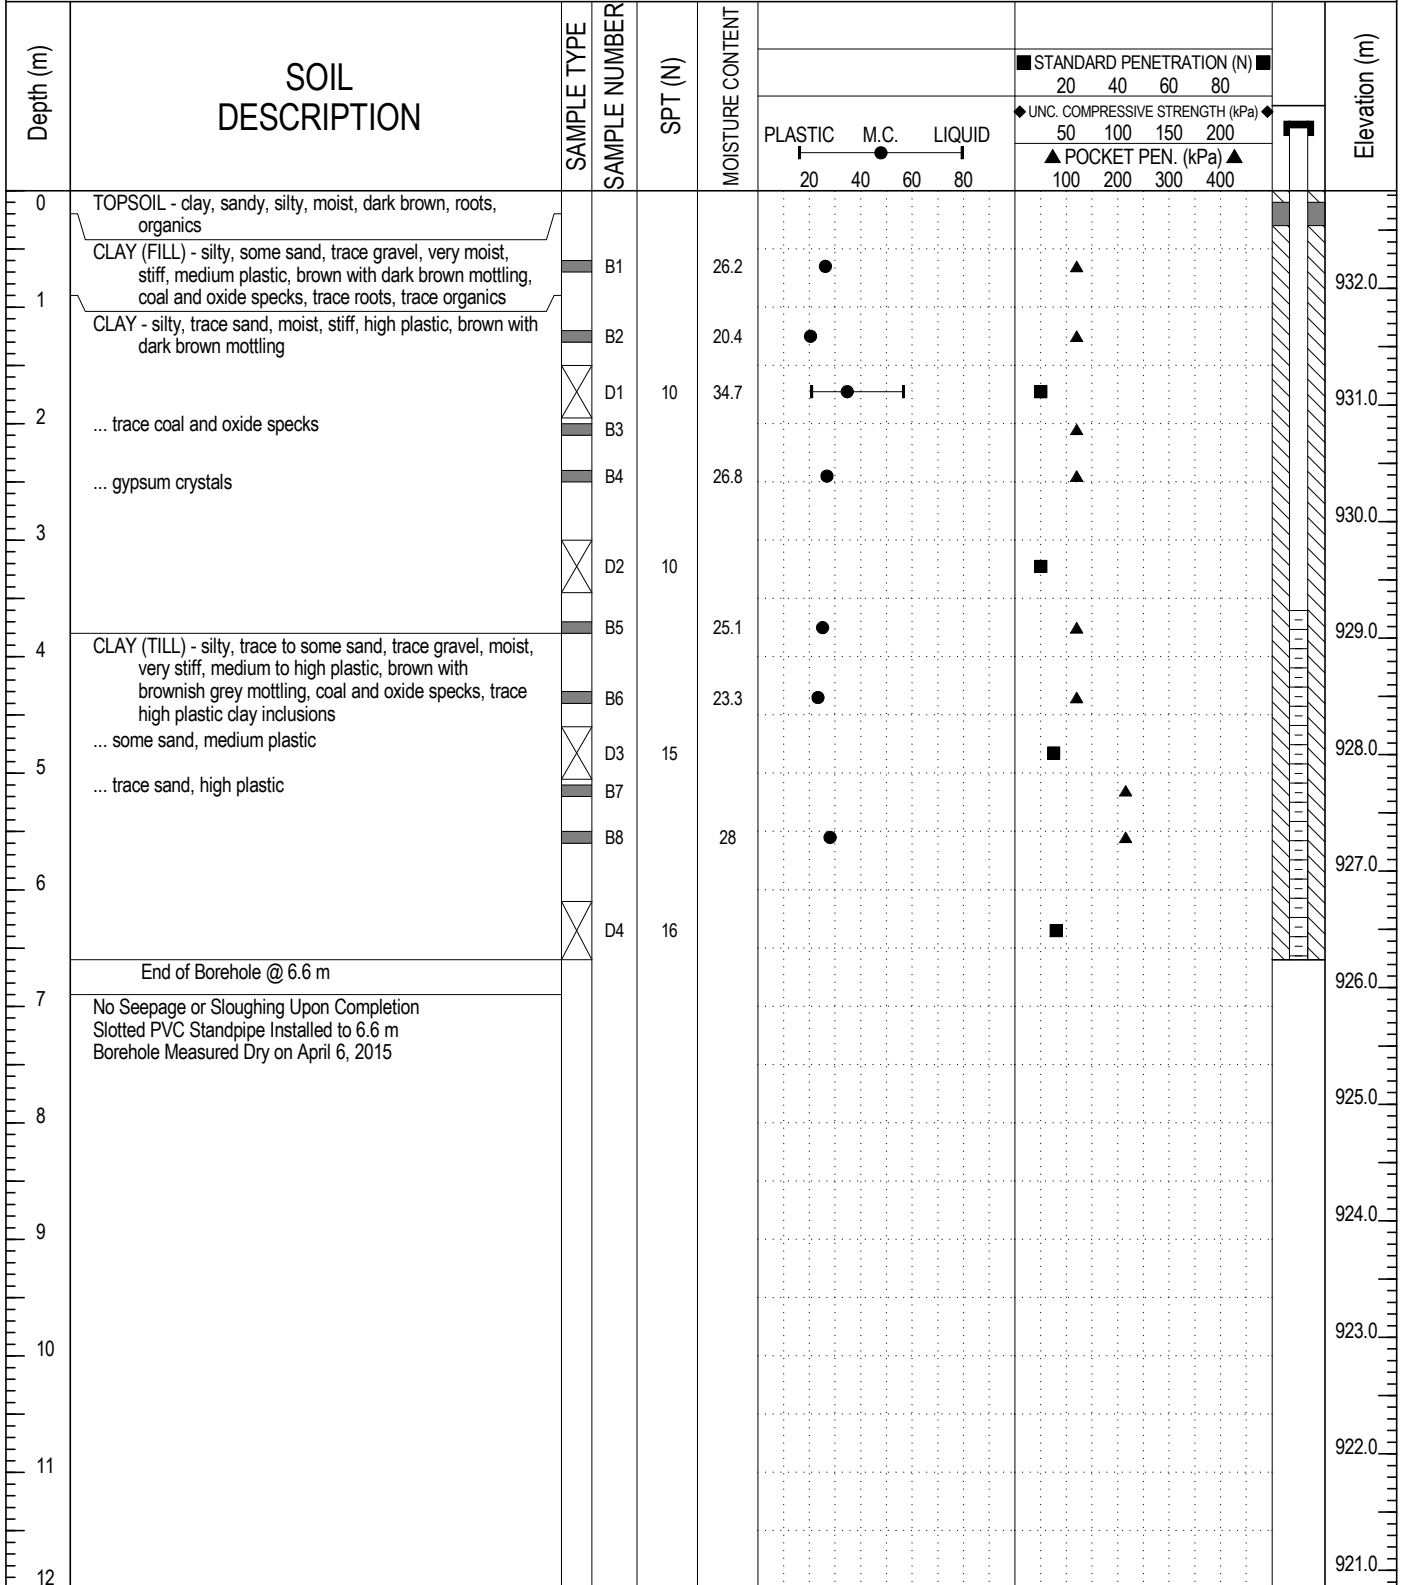 Depth (m)
SOIL
DESCRIPTION
SAMPLE TYPE
SAMPLE NUMBER
SPT (N)
MOISTURE CONTENT
PLASTIC M.C. LIQUID
20 40 60 80
STANDARD PENETRATION (N)
20 40 60 80
UNC. COMPRESSIVE STRENGTH (kPa)
50 100 150 200
POCKET PEN. (kPa)
100 200 300 400
Elevation (m)
0
TOPSOIL - clay, sandy, silty, moist, dark brown, roots,
organics
CLAY (FILL) - silty, some sand, trace gravel, very moist,
stiff, medium plastic, brown with dark brown mottling,
B1 26.2
932.0
coal and oxide specks, trace roots, trace organics
1
CLAY - silty, trace sand, moist, stiff, high plastic, brown with
dark brown mottling
B2 20.4
D1 10 34.7
931.0
2
... trace coal and oxide specks
B3
... gypsum crystals
B4 26.8
930.0
3
D2 10
B5 25.1
929.0
4
CLAY (TILL) - silty, trace to some sand, trace gravel, moist,
very stiff, medium to high plastic, brown with
brownish grey mottling, coal and oxide specks, trace
B6 23.3
high plastic clay inclusions
... some sand, medium plastic
D3 15
928.0
5
... trace sand, high plastic
B7
B8 28
927.0
6
D4 16
End of Borehole @ 6.6 m
926.0
7
No Seepage or Sloughing Upon Completion
Slotted PVC Standpipe Installed to 6.6 m
Borehole Measured Dry on April 6, 2015
925.0
8
924.0
9
923.0
10
922.0
11
921.0
12